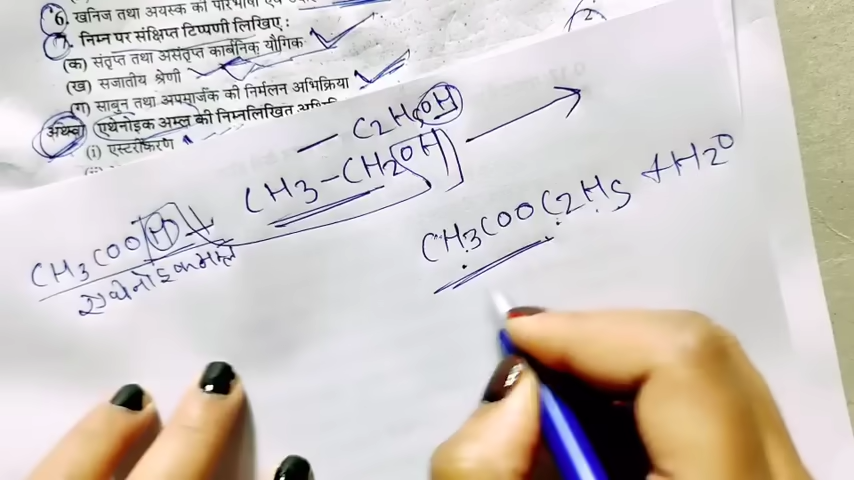 6. खनिज तथा अयस्क की परिभाषा एवं
7. निम्न पर संक्षिप्त टिप्पणी लिखिए :
(क) संतृप्त तथा असंतृप्त कार्बनिक यौगिक
(ख) सजातीय श्रेणी
(ग) साबुन तथा अपमार्जक की निर्मलन अभिक्रिया
अथवा एथेनोइक अम्ल की निम्नलिखित
(i) एस्टरीकरण
C2H5OH
CH3COOH + CH3-CH2OH
एथेनोइक अम्ल
CH3COOC2H5 + H2O